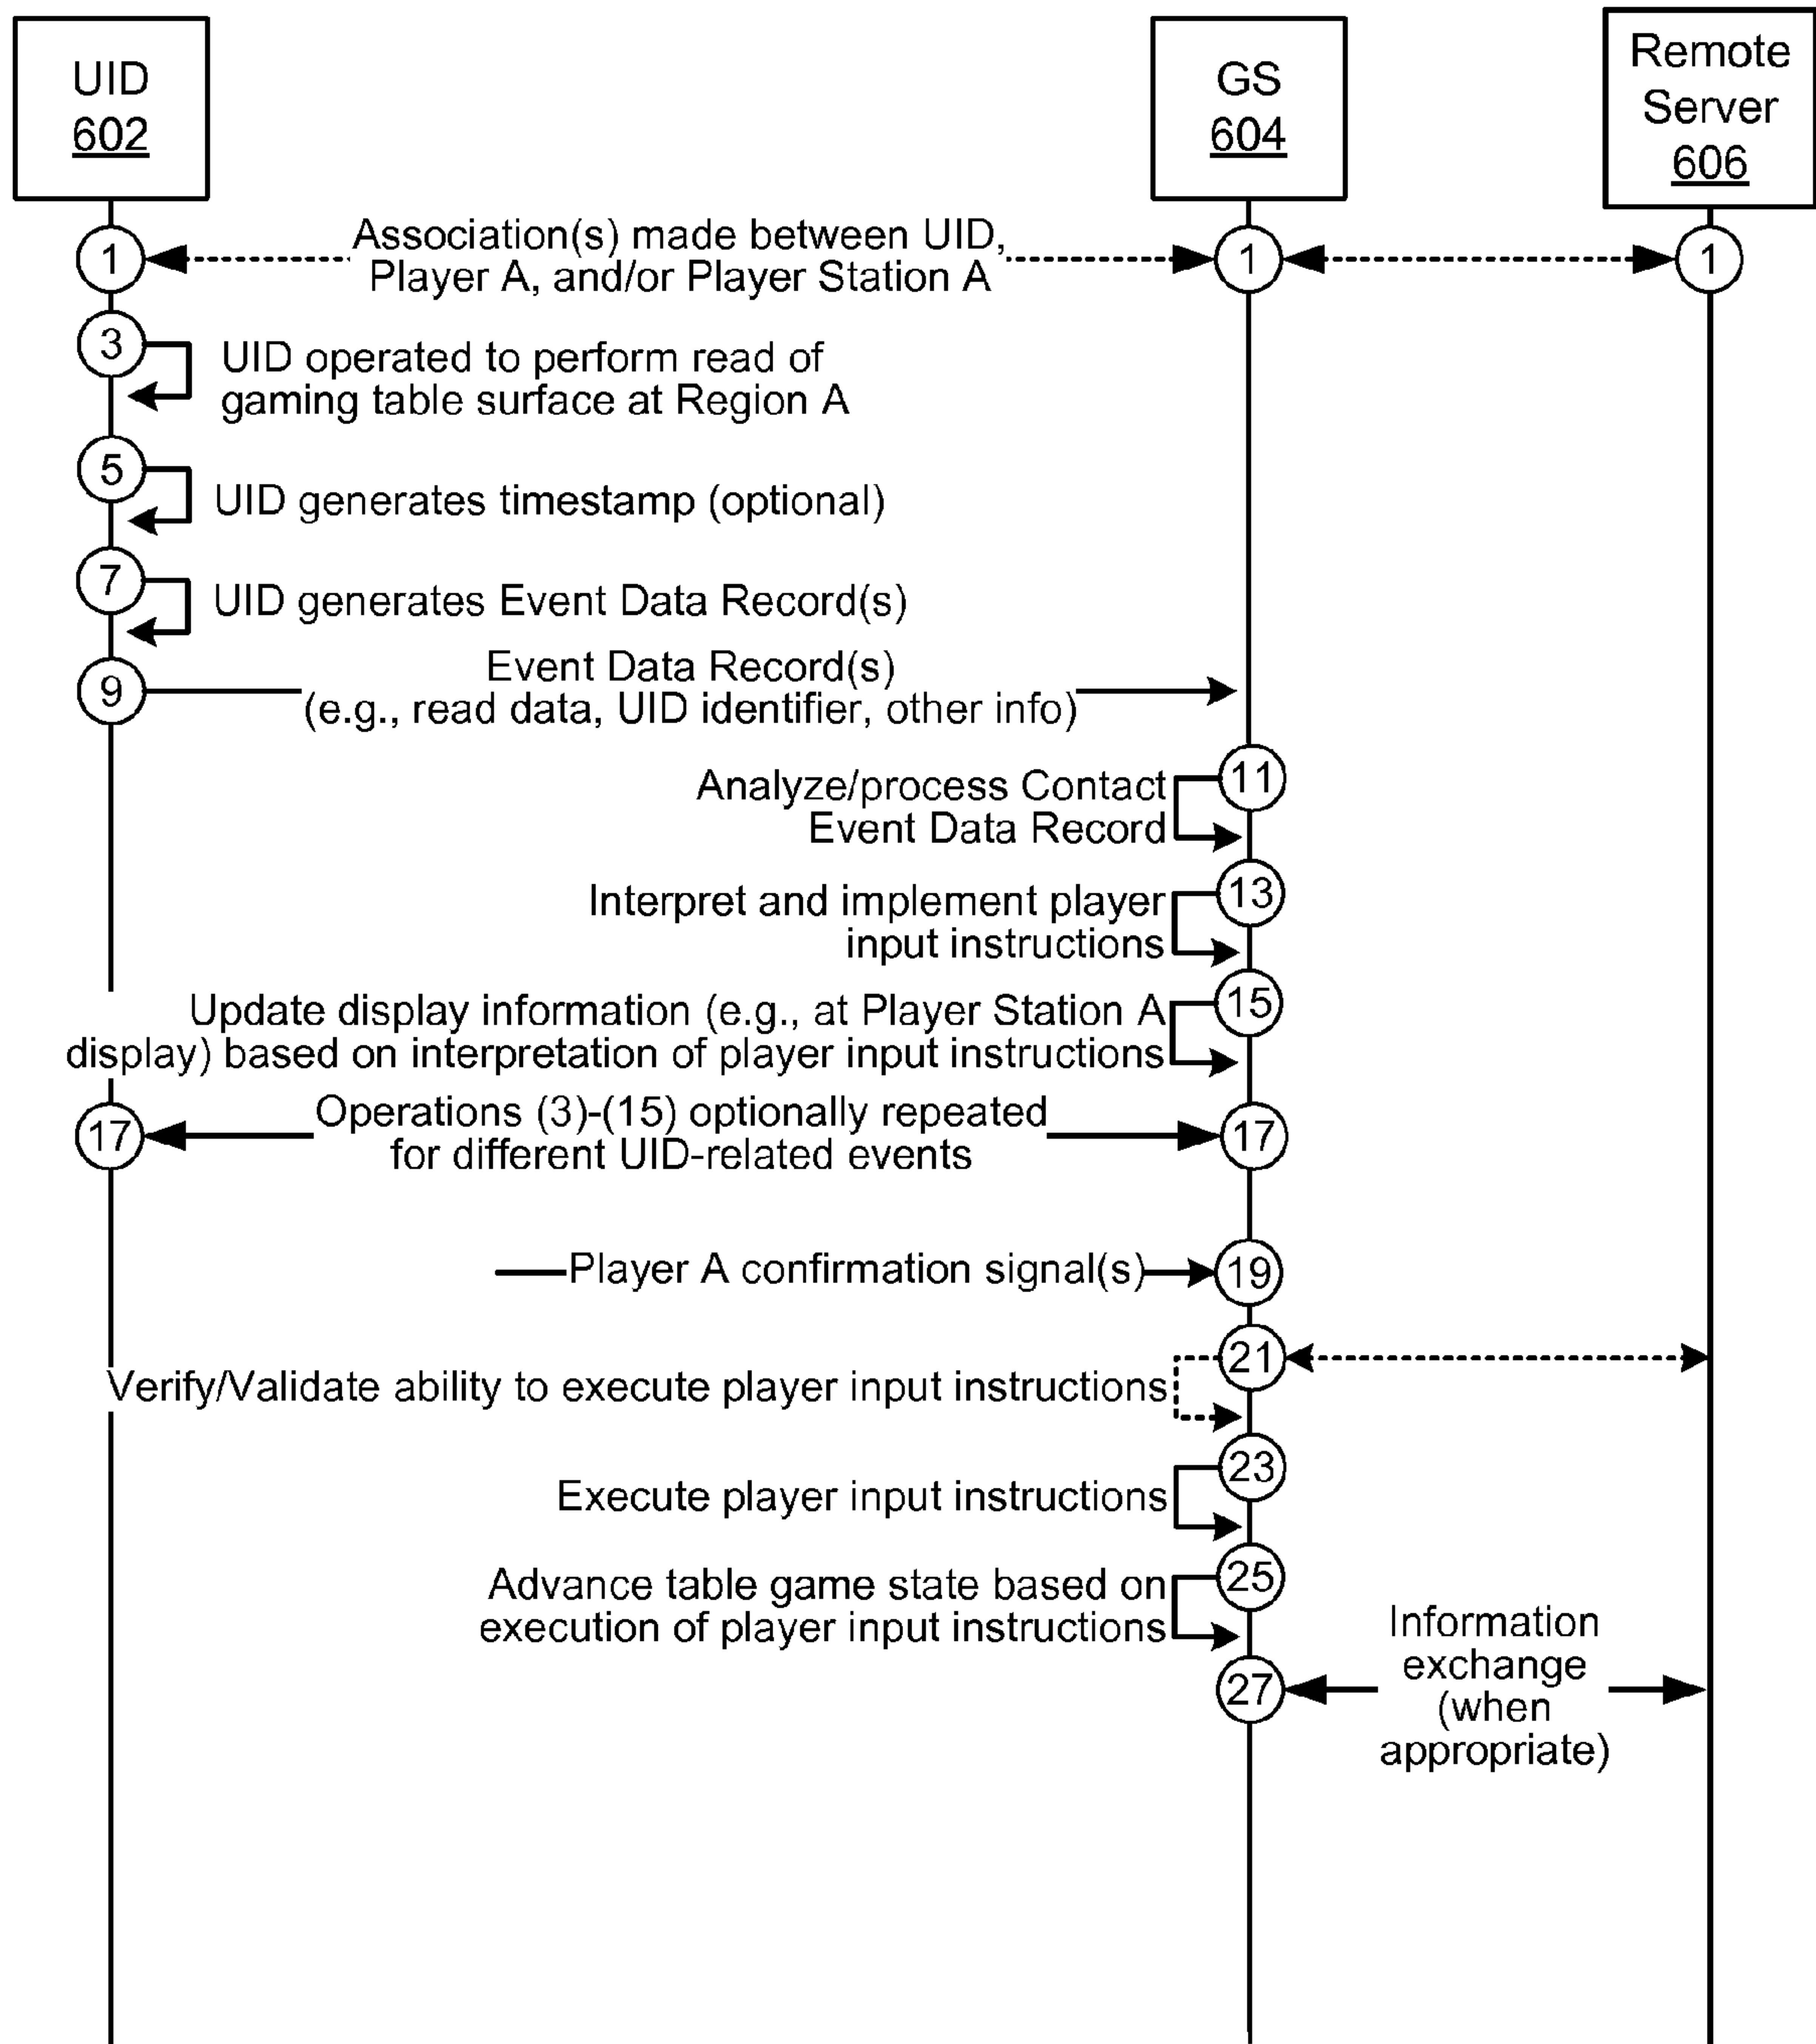 UID
602
GS
604
Remote
Server
606
1
Association(s) made between UID,
Player A, and/or Player Station A
1
1
3
UID operated to perform read of
gaming table surface at Region A
5
UID generates timestamp (optional)
7
UID generates Event Data Record(s)
9
Event Data Record(s)
(e.g., read data, UID identifier, other info)
11
Analyze/process Contact
Event Data Record
13
Interpret and implement player
input instructions
15
Update display information (e.g., at Player Station A
display) based on interpretation of player input instructions
17
Operations (3)-(15) optionally repeated
for different UID-related events
17
Player A confirmation signal(s)
19
21
Verify/Validate ability to execute player input instructions
23
Execute player input instructions
25
Advance table game state based on
execution of player input instructions
27
Information
exchange
(when
appropriate)